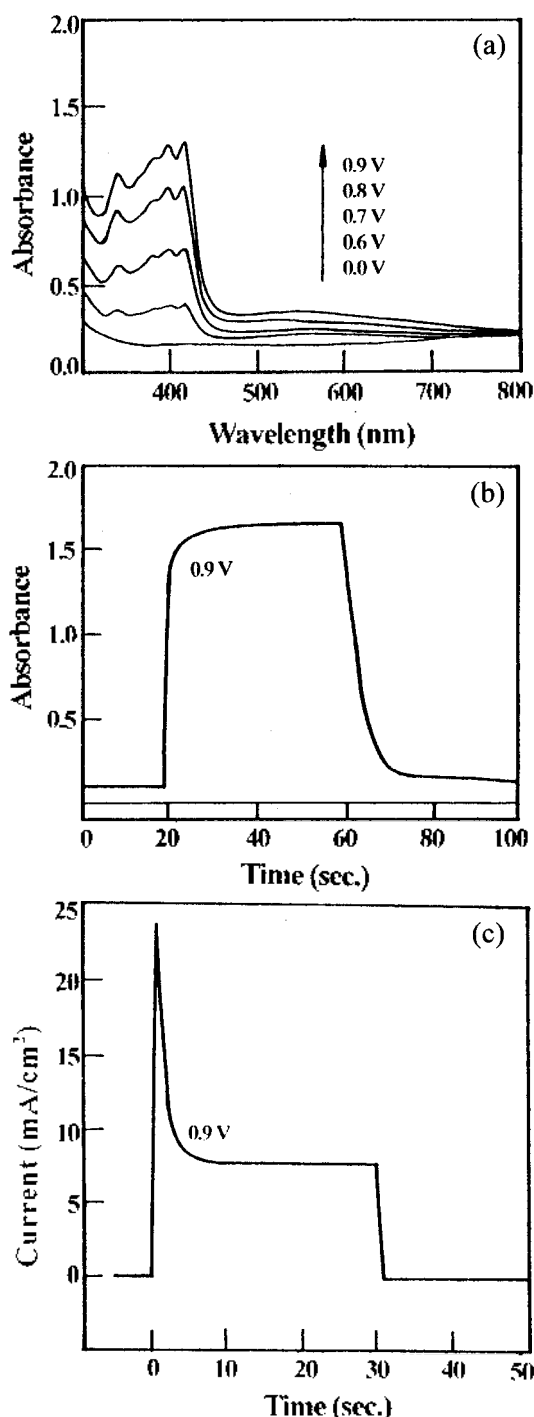 (a)
2.0
1.5
1.0
0.5
0.0
Absorbance
0.9 V
0.8 V
0.7 V
0.6 V
0.0 V
400 500 600 700 800
Wavelength (nm)
(b)
2.0
1.5
1.0
0.5
Absorbance
0.9 V
0 20 40 60 80 100
Time (sec.)
(c)
25
20
15
10
5
0
Current (mA/cm²)
0.9 V
0 10 20 30 40 50
Time (sec.)